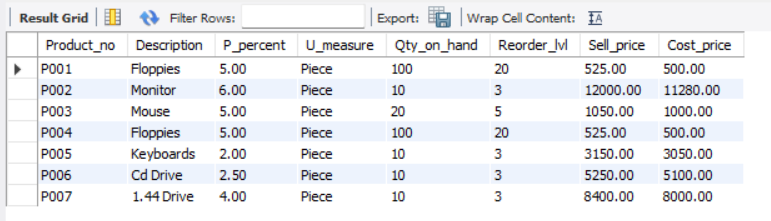 Result Grid Filter Rows: Export: Wrap Cell Content: IA
Product_no Description P_percent U_measure Qty_on_hand Reorder_lvl Sell_price Cost_price
P001 Floppies 5.00 Piece 100 20 525.00 500.00
P002 Monitor 6.00 Piece 10 3 12000.00 11280.00
P003 Mouse 5.00 Piece 20 5 1050.00 1000.00
P004 Floppies 5.00 Piece 100 20 525.00 500.00
P005 Keyboards 2.00 Piece 10 3 3150.00 3050.00
P006 Cd Drive 2.50 Piece 10 3 5250.00 5100.00
P007 1.44 Drive 4.00 Piece 10 3 8400.00 8000.00